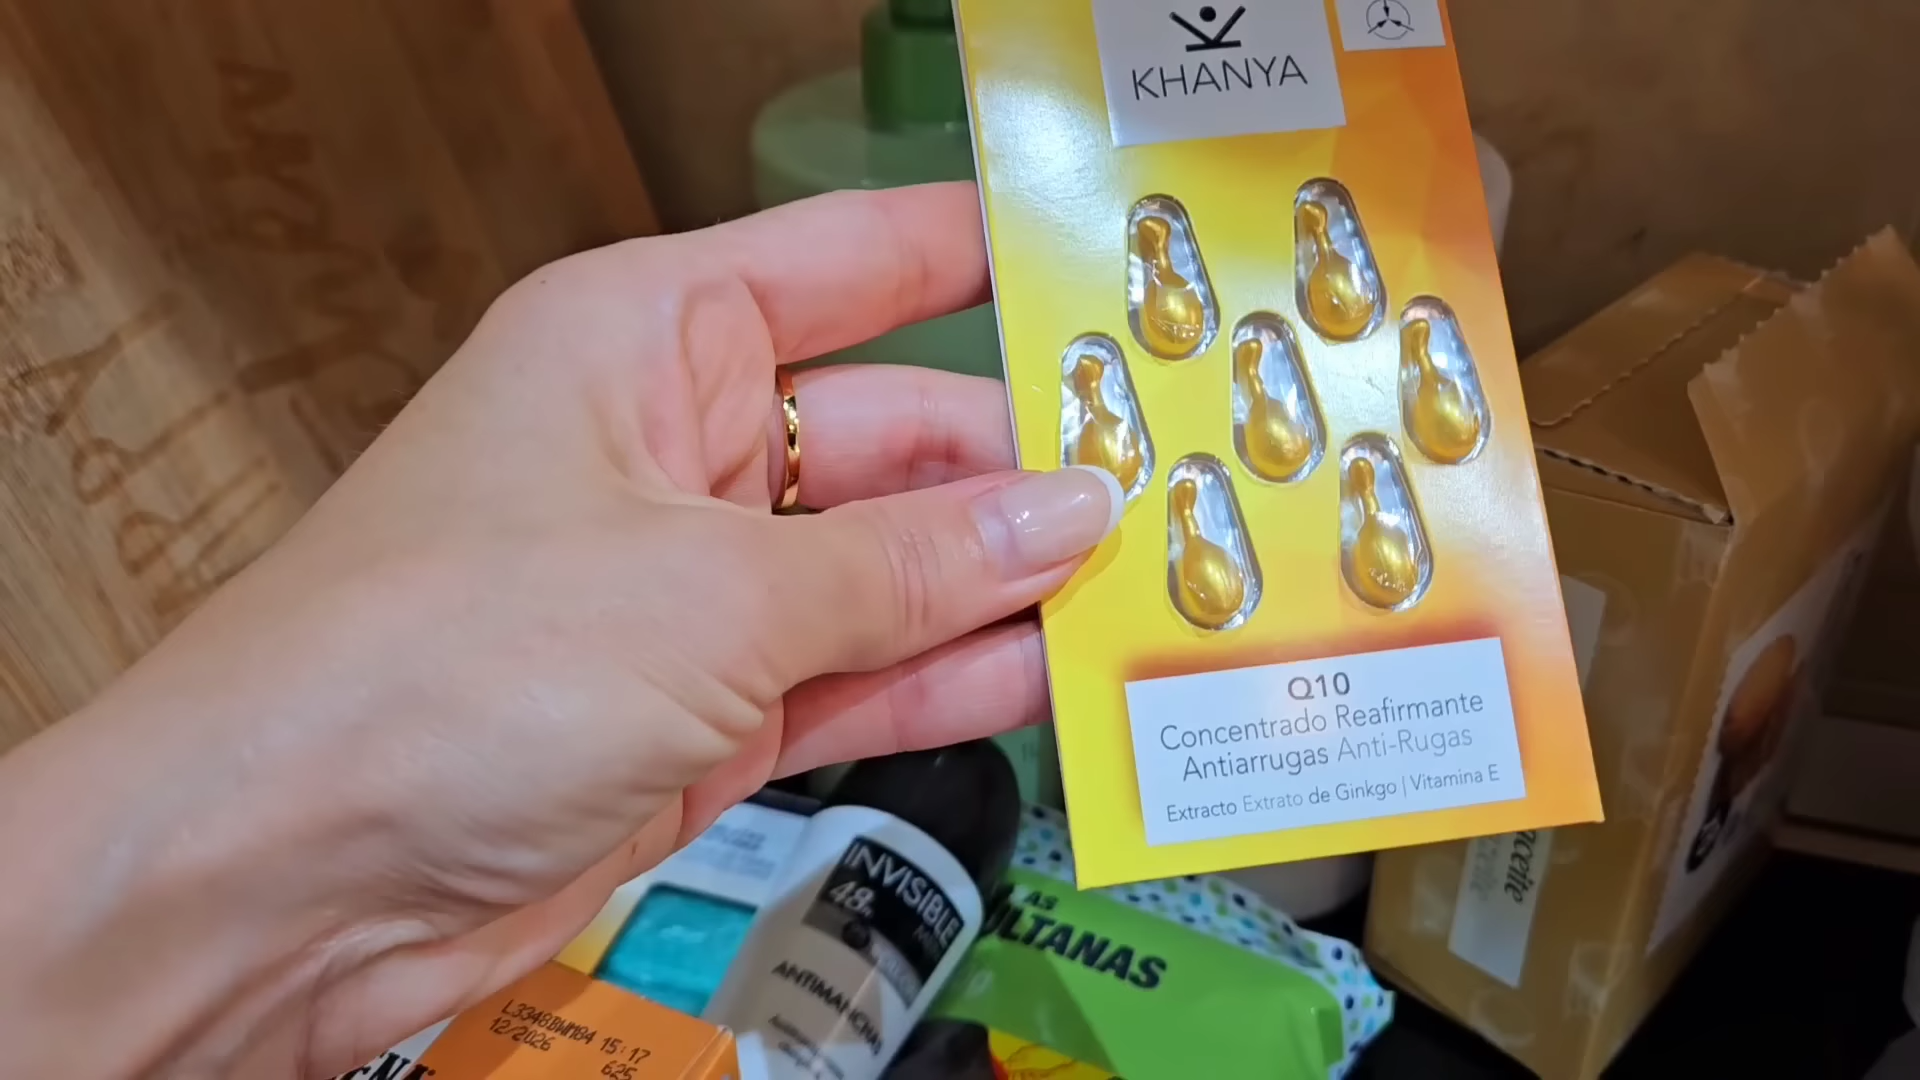 KHANYA
Q10
Concentrado Reafirmante
Antiarrugas Anti-Rugas
Extracto Extrato de Ginkgo | Vitamina E
INVISIBLE
48h
ANTIMANCHAS
AS
ULTANAS
L3348BWM84 15:17
12/2026
625